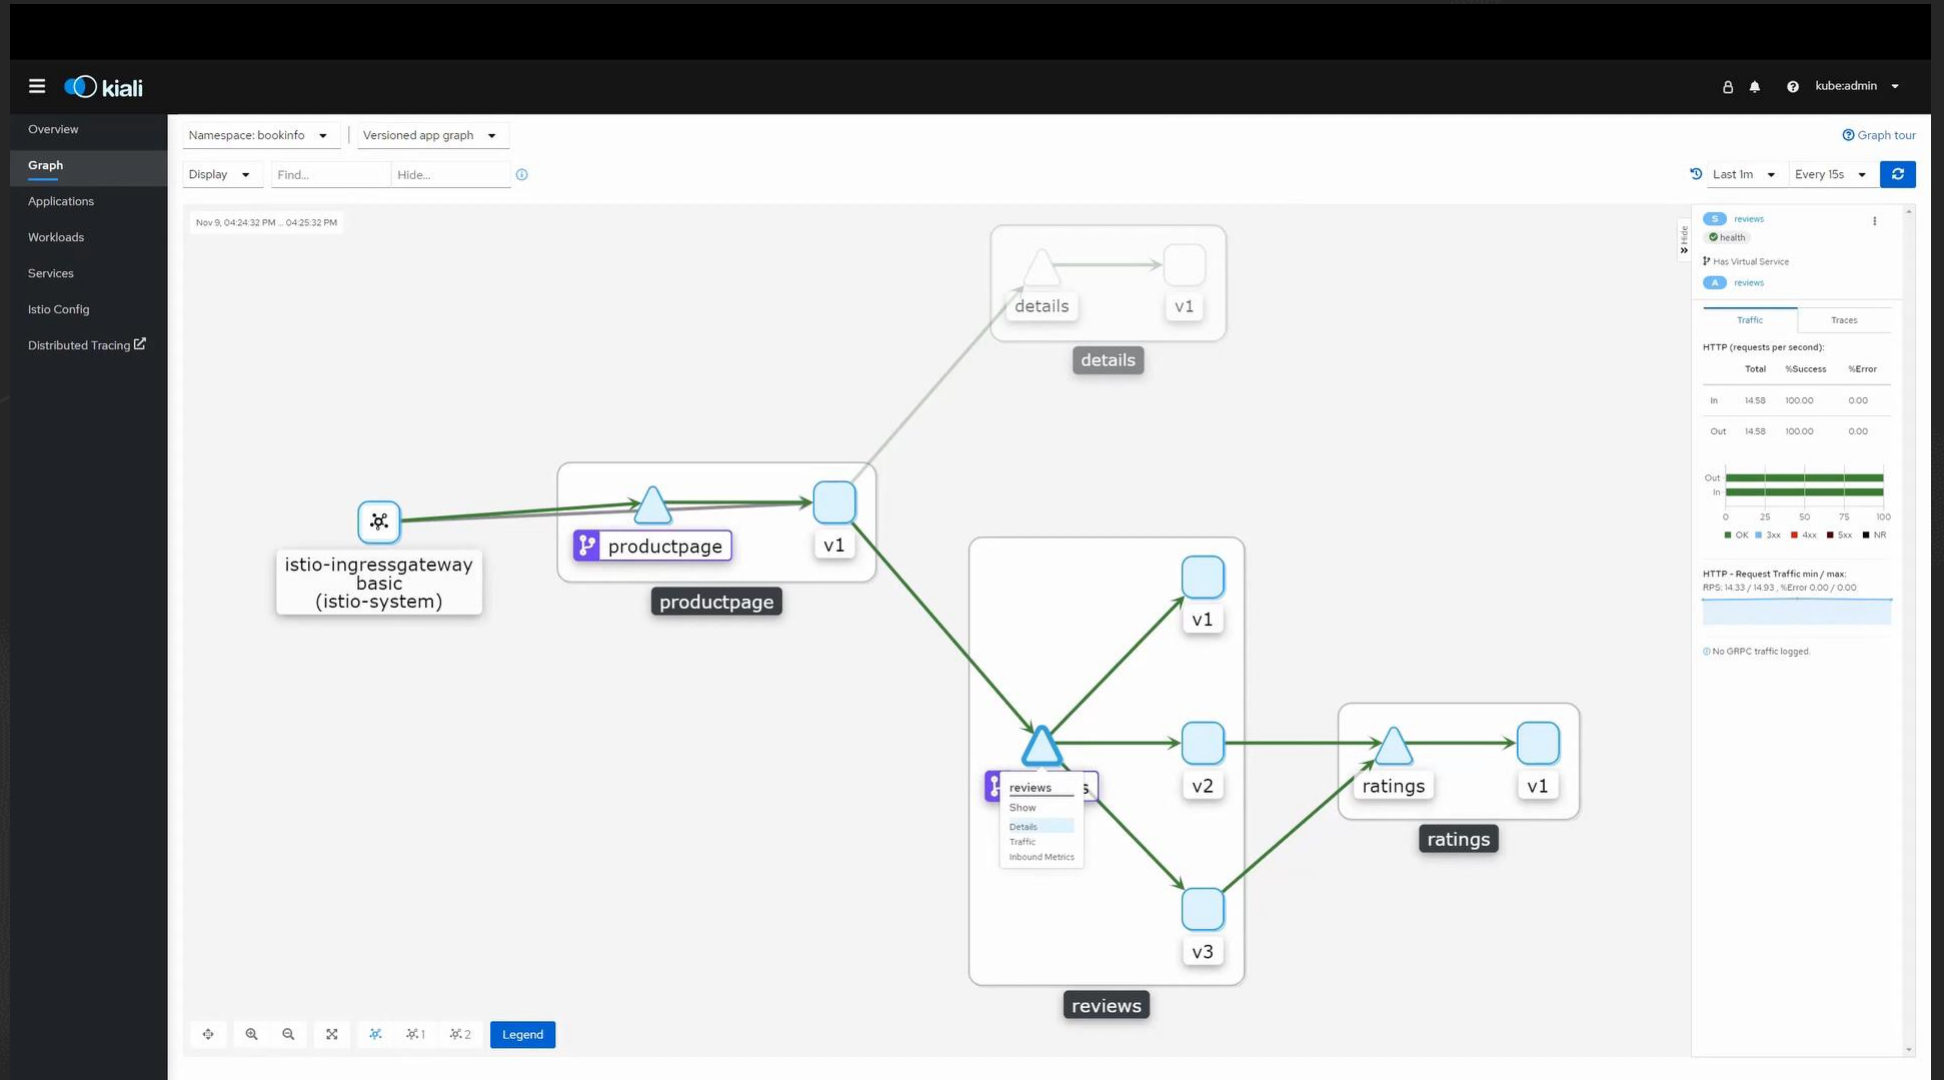 kiali
kube:admin
Overview
Graph
Applications
Workloads
Services
Istio Config
Distributed Tracing
Namespace: bookinfo
Versioned app graph
Graph tour
Display
Find...
Hide...
Last 1m
Every 15s
Nov 9, 04:24:32 PM ... 04:25:32 PM
details
v1
details
istio-ingressgateway
basic
(istio-system)
productpage
v1
productpage
v1
v2
v3
s
reviews
Show
Details
Traffic
Inbound Metrics
reviews
ratings
v1
ratings
1
2
Legend
Hide
S reviews
health
Has Virtual Service
A reviews
Traffic
Traces
HTTP (requests per second):
Total %Success %Error
In 14.58 100.00 0.00
Out 14.58 100.00 0.00
Out
In
0 25 50 75 100
OK 3xx 4xx 5xx NR
HTTP - Request Traffic min / max:
RPS: 14.33 / 14.93 , %Error 0.00 / 0.00
No GRPC traffic logged.